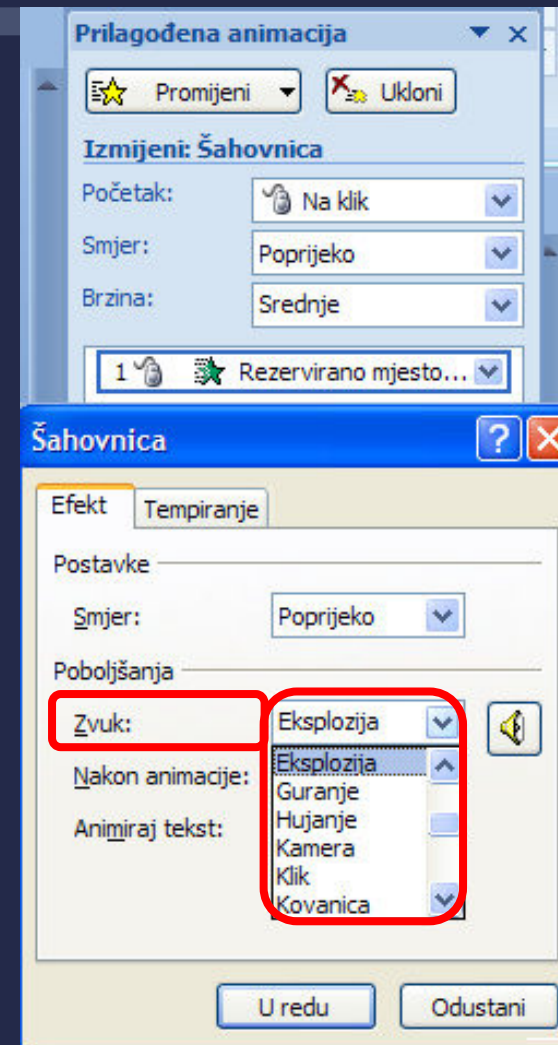 Prilagođena animacija
Promijeni Ukloni
Izmijeni: Šahovnica
Početak: Na klik
Smjer: Poprijeko
Brzina: Srednje
1 Rezervirano mjesto...
Šahovnica
Efekt Tempiranje
Postavke
Smjer: Poprijeko
Poboljšanja
Zvuk: Eksplozija
Eksplozija
Nakon animacije: Guranje
Hujanje
Animiraj tekst: Kamera
Klik
Kovanica
U redu Odustani